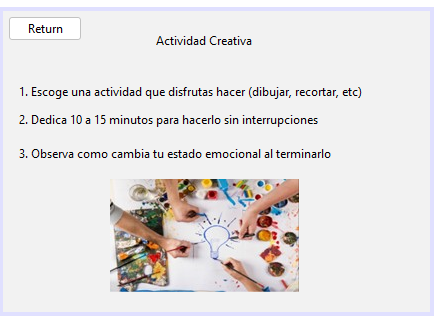 Return
Actividad Creativa
1. Escoge una actividad que disfrutas hacer (dibujar, recortar, etc)
2. Dedica 10 a 15 minutos para hacerlo sin interrupciones
3. Observa como cambia tu estado emocional al terminarlo